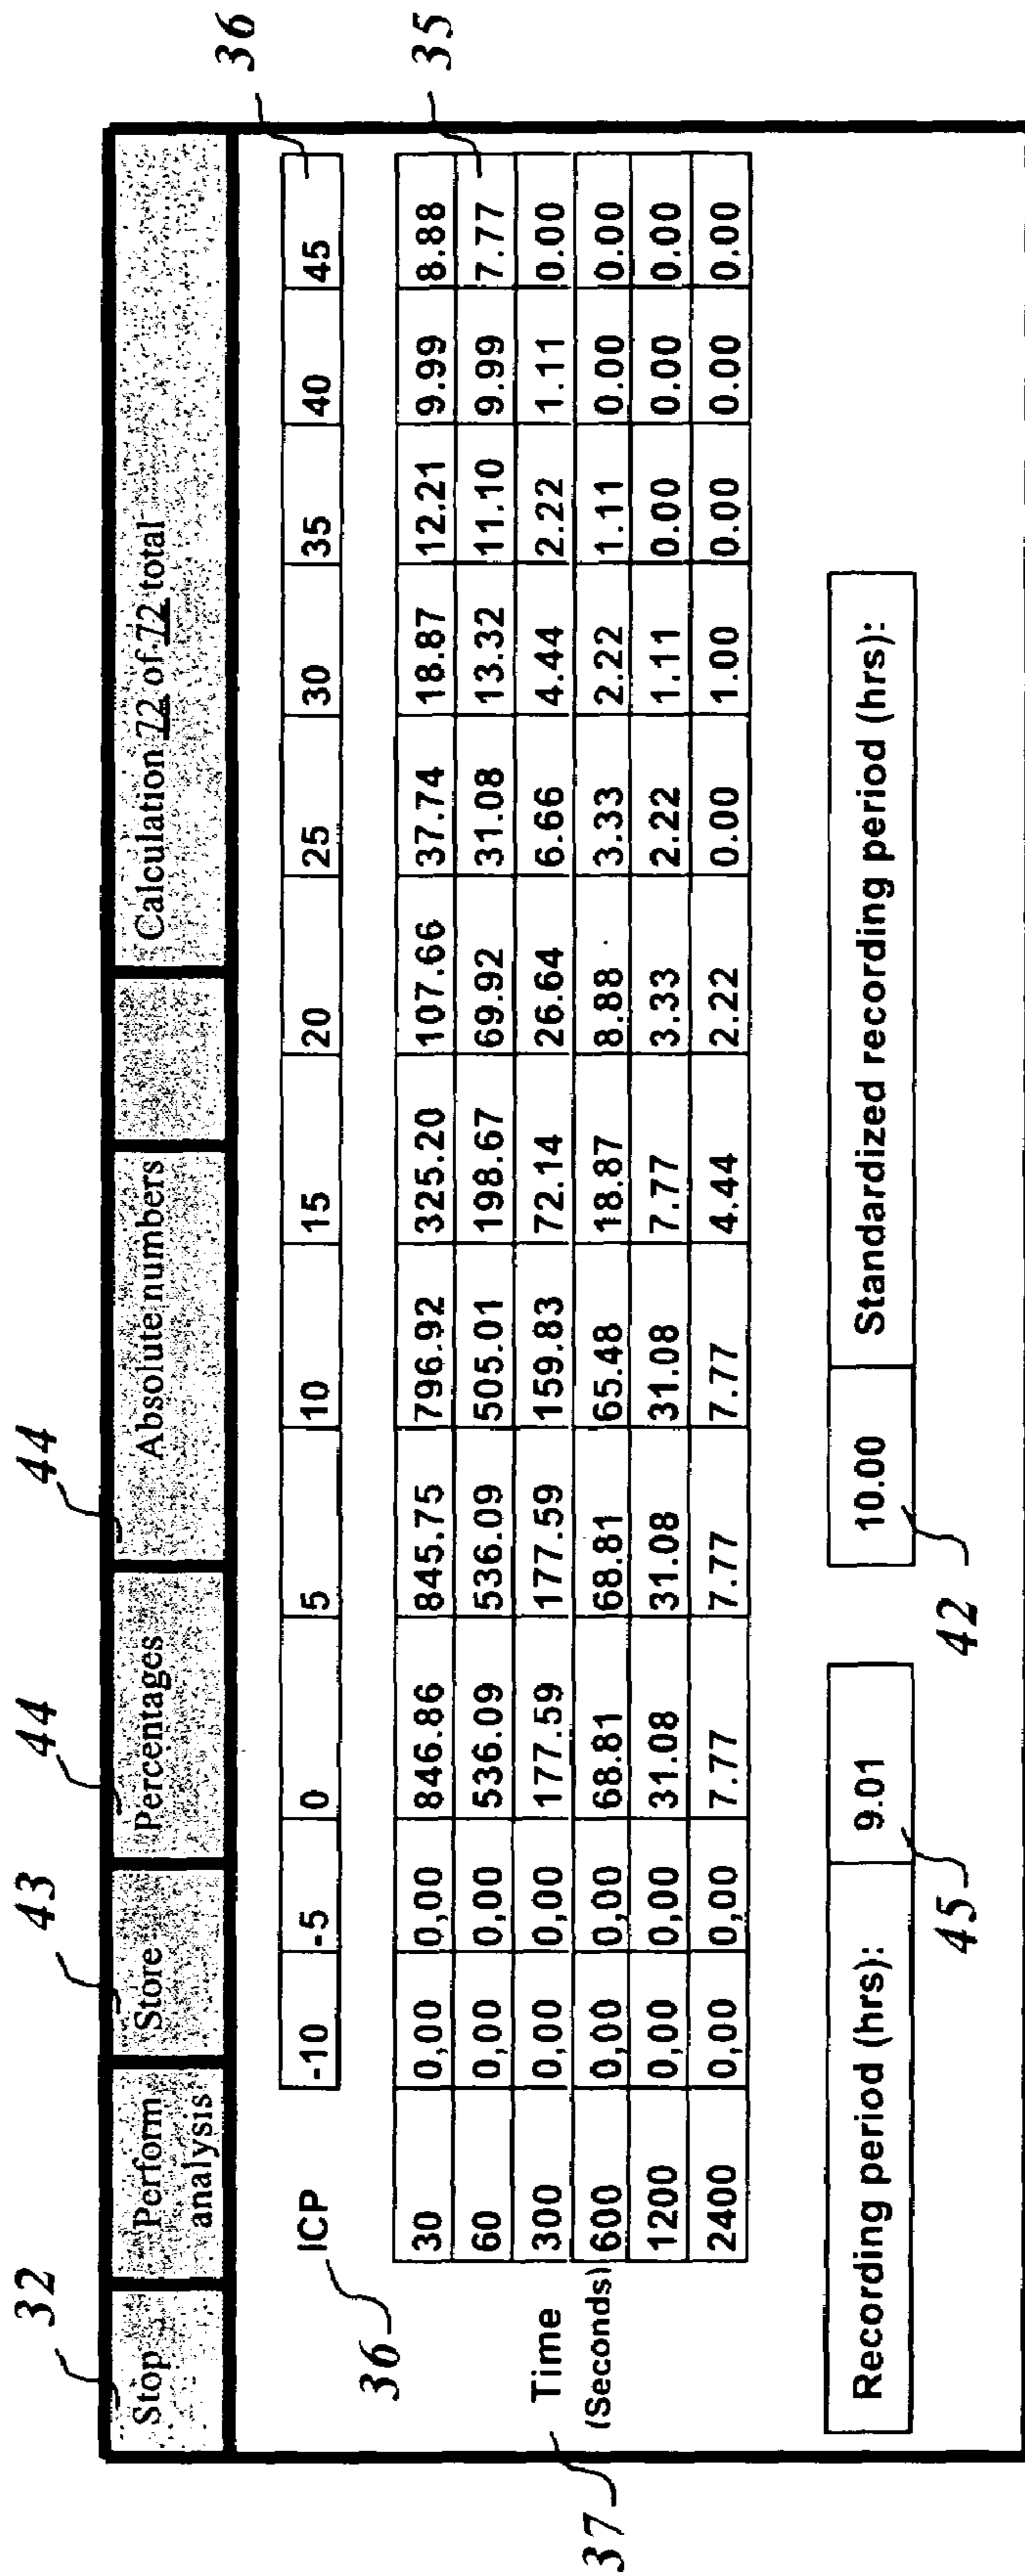 32 43 44 44
Stop Perform analysis Store Percentages Absolute numbers Calculation 72 of 72 total
36 ICP -10 -5 0 5 10 15 20 25 30 35 40 45 36
30 0,00 0,00 846.86 845.75 796.92 325.20 107.66 37.74 18.87 12.21 9.99 8.88
60 0,00 0,00 536.09 536.09 505.01 198.67 69.92 31.08 13.32 11.10 9.99 7.77 35
37 Time (Seconds)
300 0,00 0,00 177.59 177.59 159.83 72.14 26.64 6.66 4.44 2.22 1.11 0.00
600 0,00 0,00 68.81 68.81 65.48 18.87 8.88 3.33 2.22 1.11 0.00 0.00
1200 0,00 0,00 31.08 31.08 31.08 7.77 3.33 2.22 1.11 0.00 0.00 0.00
2400 0,00 0,00 7.77 7.77 7.77 4.44 2.22 0.00 1.00 0.00 0.00 0.00
Recording period (hrs): 9.01 10.00 Standardized recording period (hrs):
45 42